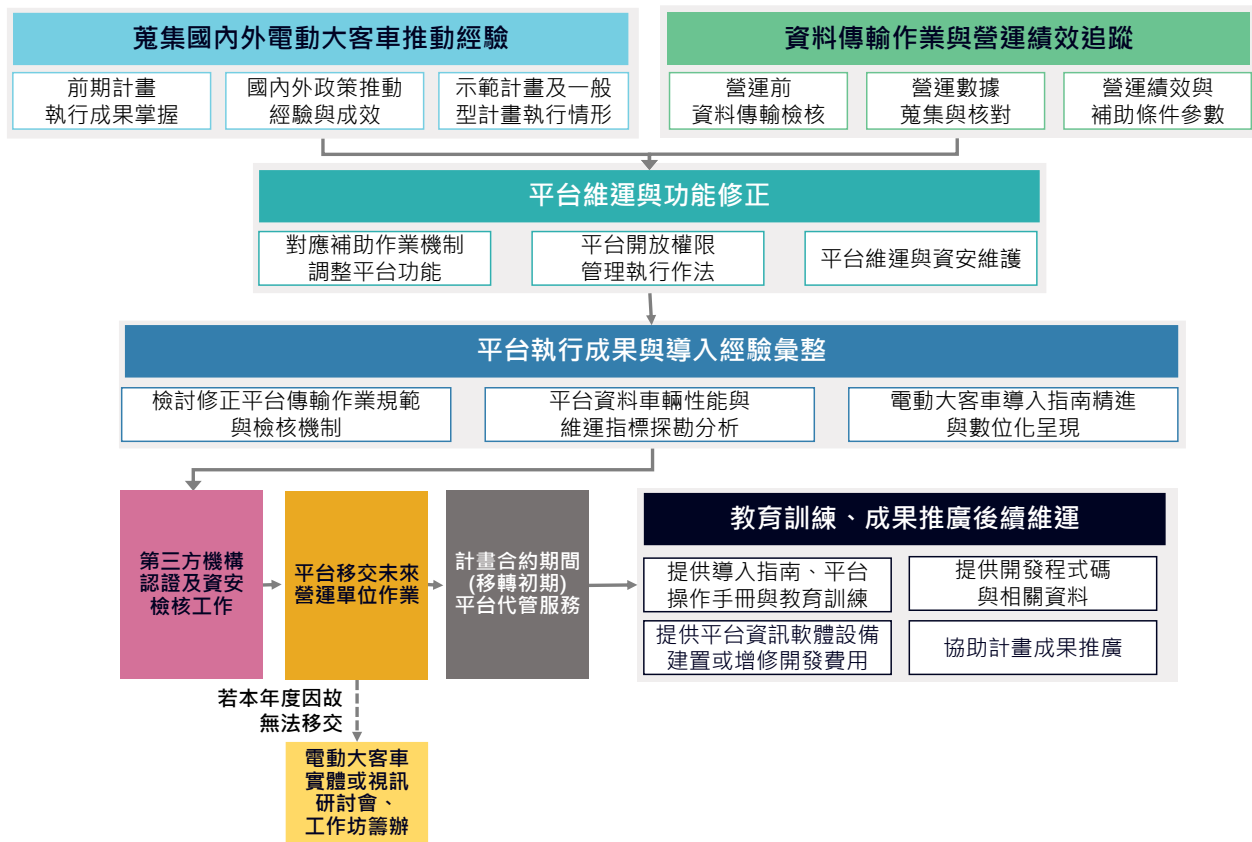 蒐集國內外電動大客車推動經驗
前期計畫
執行成果掌握
國內外政策推動
經驗與成效
示範計畫及一般
型計畫執行情形
資料傳輸作業與營運績效追蹤
營運前
資料傳輸檢核
營運數據
蒐集與核對
營運績效與
補助條件參數
平台維運與功能修正
對應補助作業機制
調整平台功能
平台開放權限
管理執行作法
平台維運與資安維護
平台執行成果與導入經驗彙整
檢討修正平台傳輸作業規範
與檢核機制
平台資料車輛性能與
維運指標探勘分析
電動大客車導入指南精進
與數位化呈現
第三方機構
認證及資安
檢核工作
平台移交未來
營運單位作業
計畫合約期間
(移轉初期)
平台代管服務
教育訓練、成果推廣後續維運
提供導入指南、平台
操作手冊與教育訓練
提供開發程式碼
與相關資料
提供平台資訊軟體設備
建置或增修開發費用
協助計畫成果推廣
若本年度因故
無法移交
電動大客車
實體或視訊
研討會、
工作坊籌辦